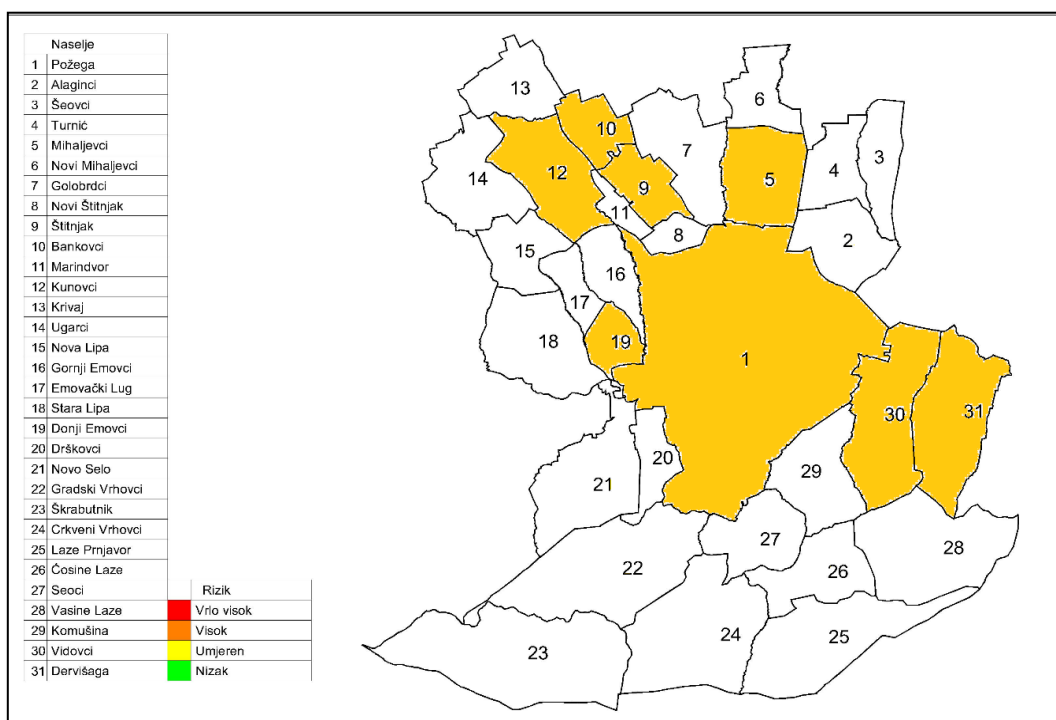 Naselje
1 Požega
2 Alaginci
3 Šeovci
4 Turnić
5 Mihaljevci
6 Novi Mihaljevci
7 Golobrdci
8 Novi Štitnjak
9 Štitnjak
10 Bankovci
11 Marindvor
12 Kunovci
13 Krivaj
14 Ugarci
15 Nova Lipa
16 Gornji Emovci
17 Emovački Lug
18 Stara Lipa
19 Donji Emovci
20 Drškovci
21 Novo Selo
22 Gradski Vrhovci
23 Škrabutnik
24 Crkveni Vrhovci
25 Laze Prnjavor
26 Ćosine Laze
27 Seoci
28 Vasine Laze
29 Komušina
30 Vidovci
31 Dervišaga
Rizik
Vrlo visok
Visok
Umjeren
Nizak
13
6
10
7
3
4
12
9
5
14
11
8
2
15
16
17
18
19
1
30
31
20
29
21
27
28
22
26
24
25
23